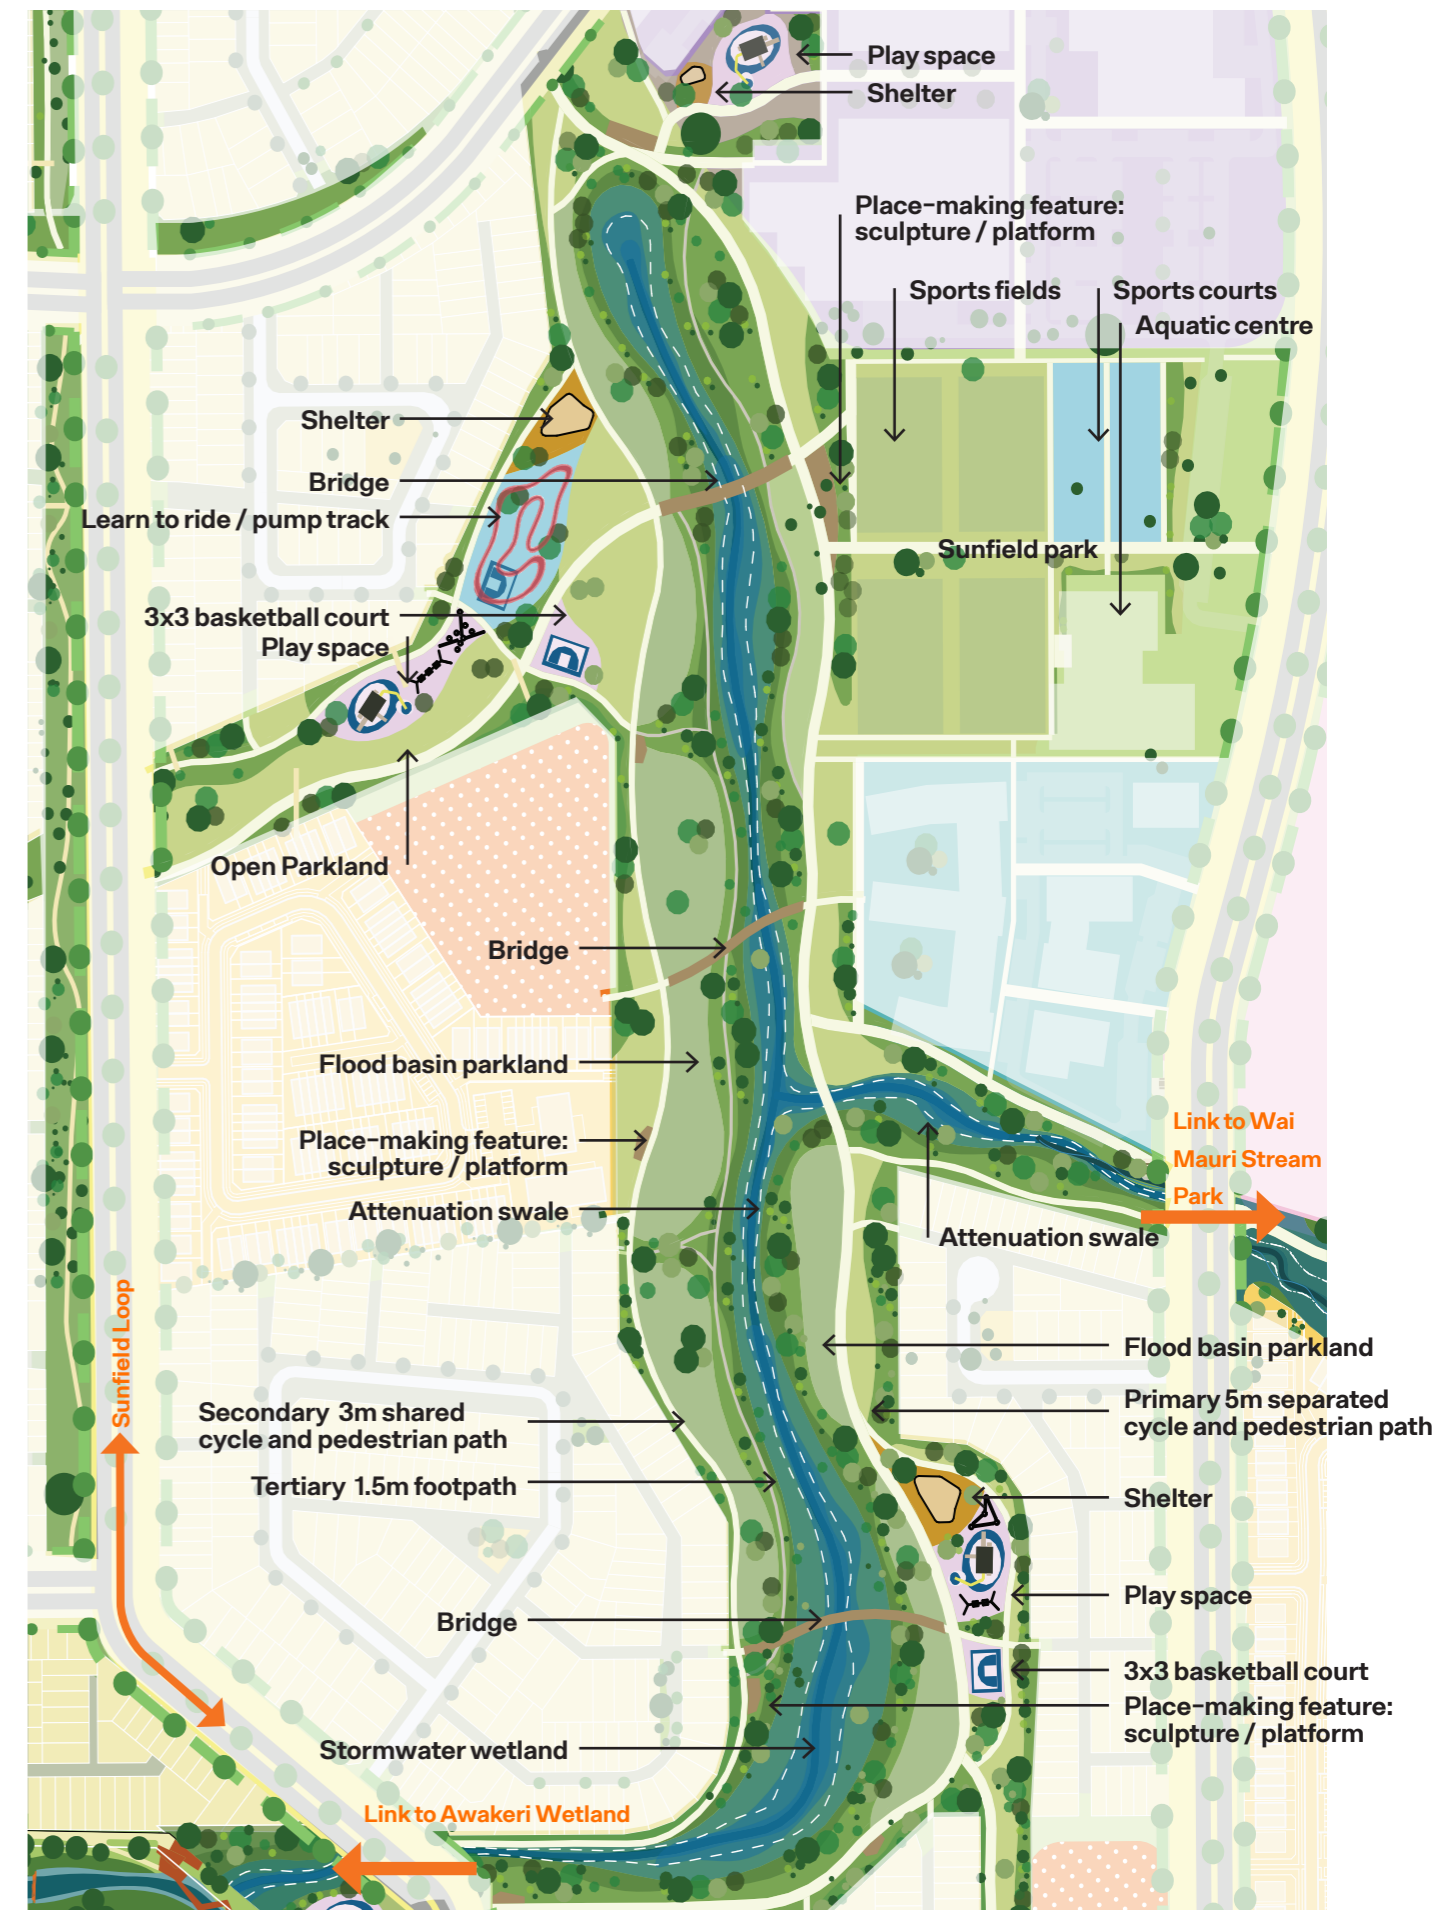 Play space
Shelter
Place-making feature:
sculpture / platform
Sports fields
Sports courts
Aquatic centre
Shelter
Bridge
Learn to ride / pump track
Sunfield park
3x3 basketball court
Play space
Open Parkland
Bridge
Flood basin parkland
Link to Wai
Mauri Stream
Park
Place-making feature:
sculpture / platform
Attenuation swale
Attenuation swale
Sunfield Loop
Flood basin parkland
Primary 5m separated
cycle and pedestrian path
Secondary 3m shared
cycle and pedestrian path
Tertiary 1.5m footpath
Shelter
Play space
Bridge
3x3 basketball court
Place-making feature:
sculpture / platform
Stormwater wetland
Link to Awakeri Wetland